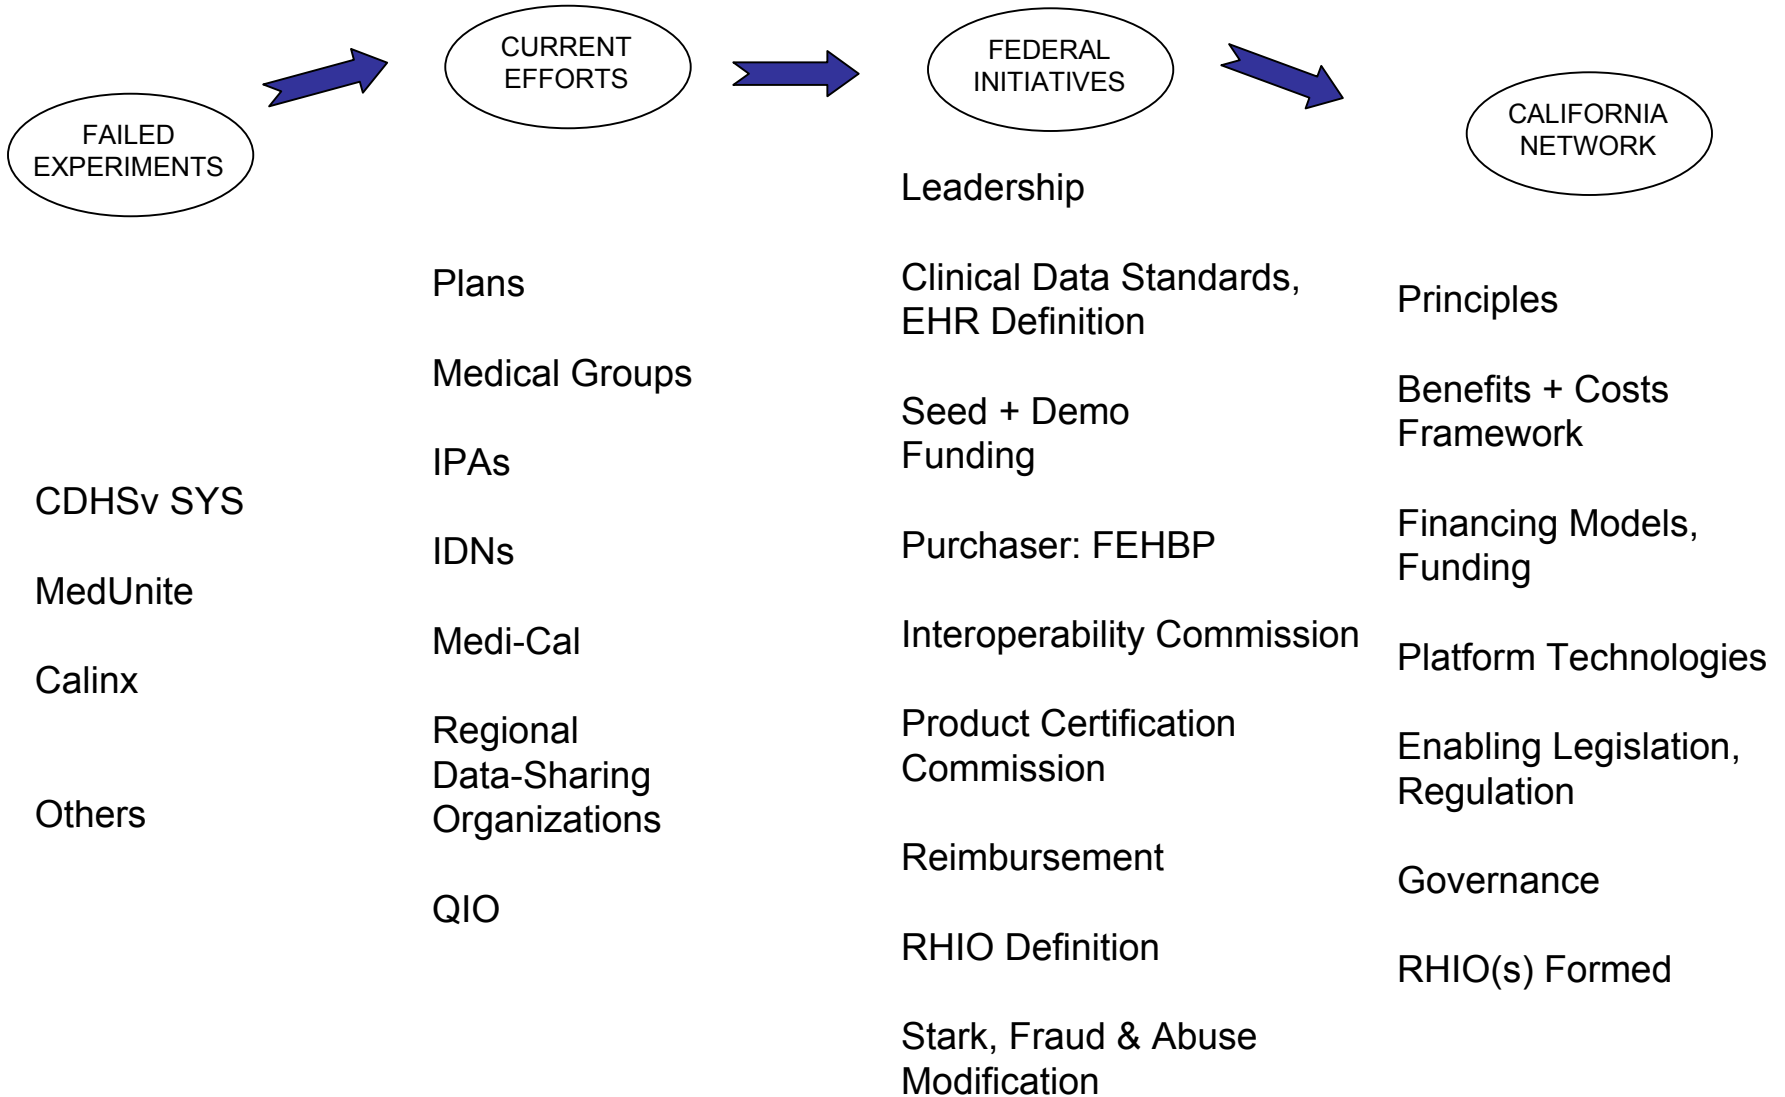 FAILED
EXPERIMENTS
CDHSv SYS
MedUnite
Calinx
Others
CURRENT
EFFORTS
Plans
Medical Groups
IPAs
IDNs
Medi-Cal
Regional
Data-Sharing
Organizations
QIO
FEDERAL
INITIATIVES
Leadership
Clinical Data Standards,
EHR Definition
Seed + Demo
Funding
Purchaser: FEHBP
Interoperability Commission
Product Certification
Commission
Reimbursement
RHIO Definition
Stark, Fraud & Abuse
Modification
CALIFORNIA
NETWORK
Principles
Benefits + Costs
Framework
Financing Models,
Funding
Platform Technologies
Enabling Legislation,
Regulation
Governance
RHIO(s) Formed